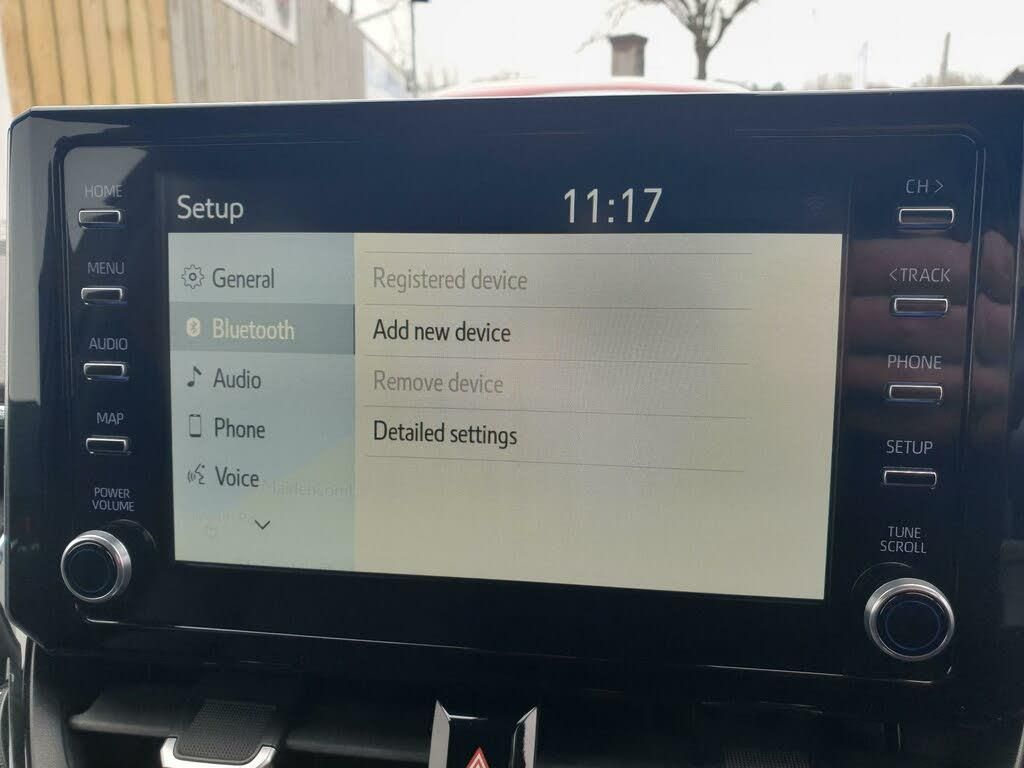 HOME
MENU
AUDIO
MAP
POWER
VOLUME
Setup
11:17
General
Bluetooth
Audio
Phone
Voice
Maidencomb
Registered device
Add new device
Remove device
Detailed settings
CH >
< TRACK
PHONE
SETUP
TUNE
SCROLL